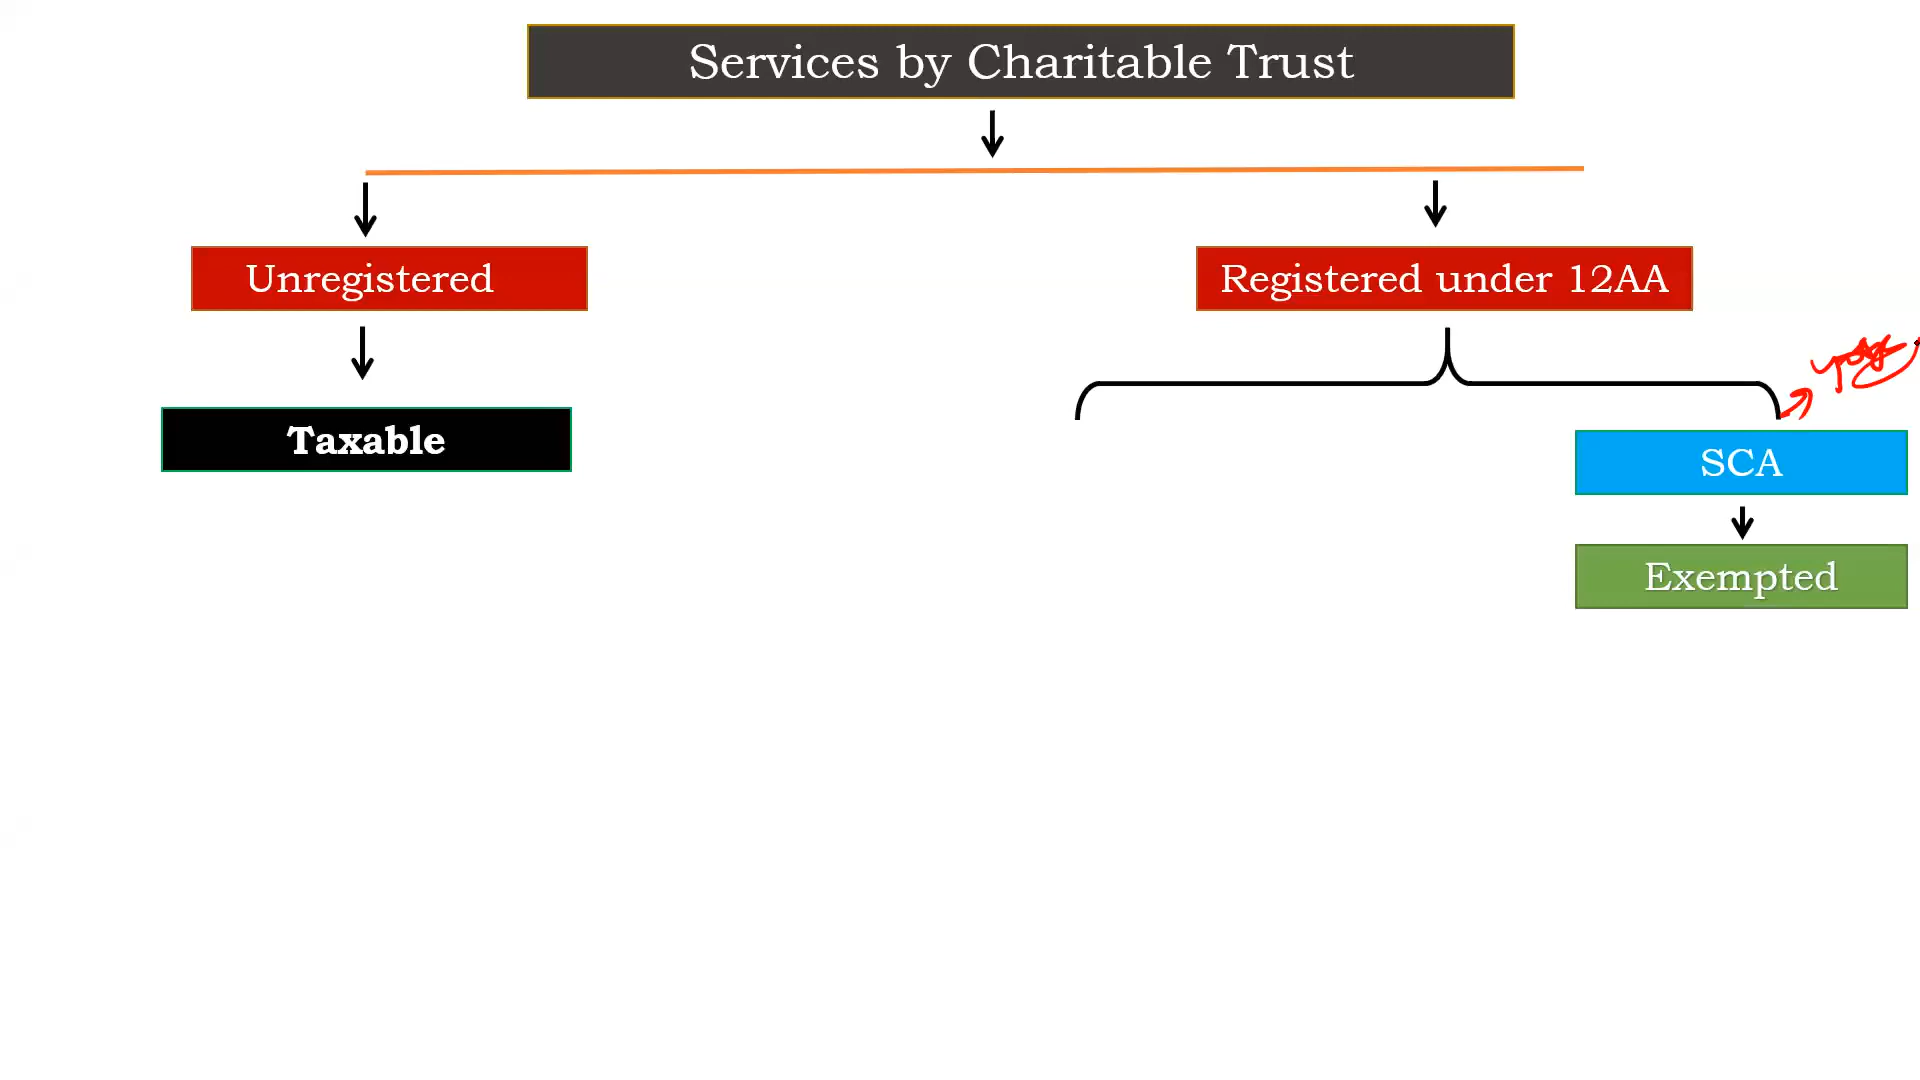 Services by Charitable Trust
Unregistered
Registered under 12AA
Taxable
SCA
Exempted